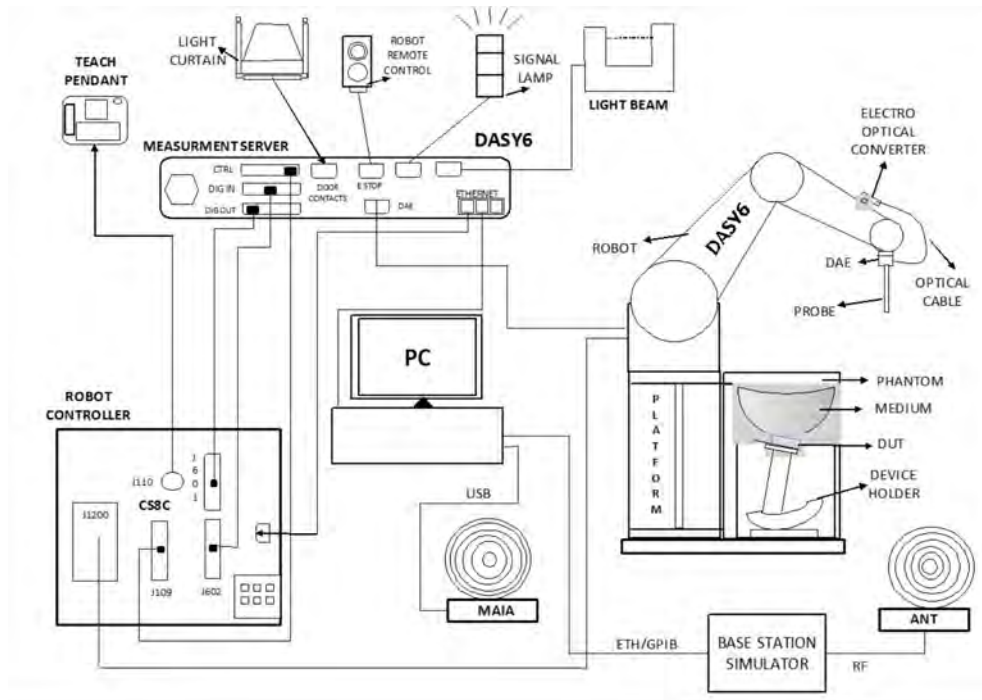 LIGHT
CURTAIN
ROBOT
REMOTE
CONTROL
SIGNAL
LAMP
LIGHT BEAM
TEACH
PENDANT
MEASURMENT SERVER
DASY6
CTRL
DIG IN
DIG OUT
DOOR
CONTACTS
E STOP
DAE
ETHERNET
ELECTRO
OPTICAL
CONVERTER
ROBOT
DASY6
DAE
OPTICAL
CABLE
PROBE
PC
PLATFORM
PHANTOM
MEDIUM
DUT
DEVICE
HOLDER
ROBOT
CONTROLLER
J110
J601
CS8C
J1200
J109
J602
USB
MAIA
ETH/GPIB
BASE STATION
SIMULATOR
RF
ANT